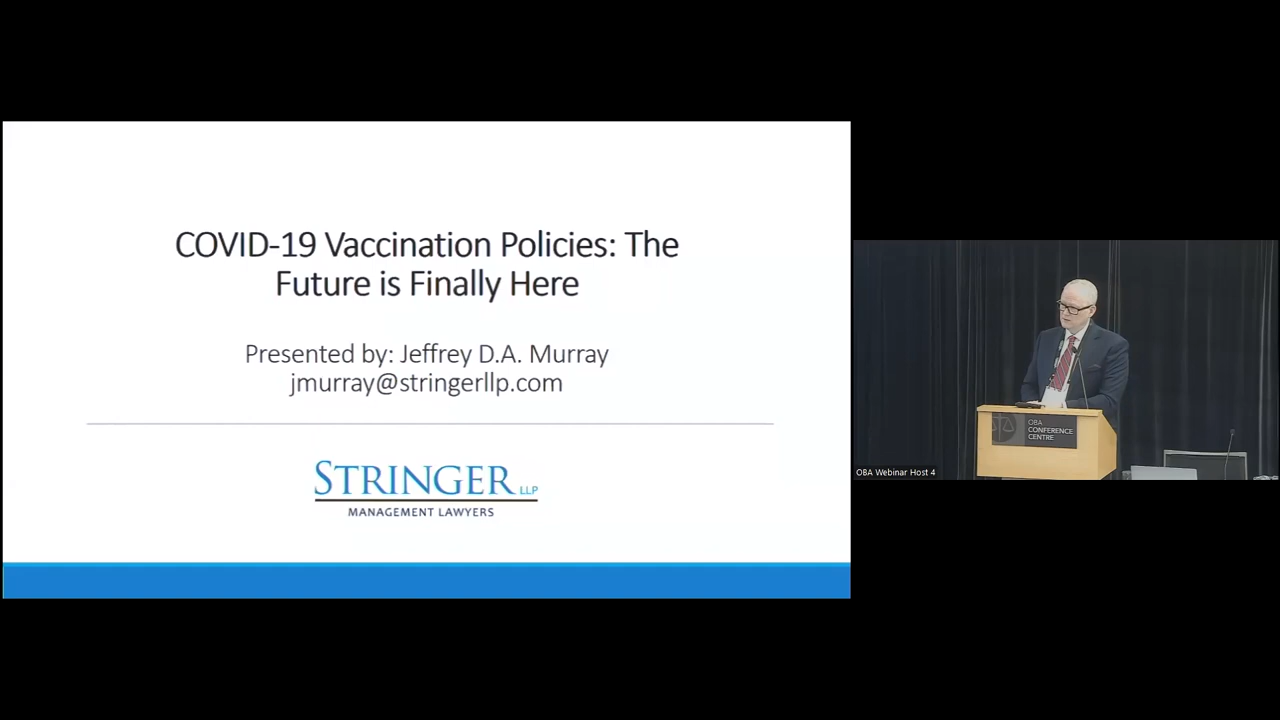 COVID-19 Vaccination Policies: The
Future is Finally Here
Presented by: Jeffrey D.A. Murray
jmurray@stringerllp.com
STRINGER LLP
MANAGEMENT LAWYERS
OBA
CONFERENCE
CENTRE
OBA Webinar Host 4